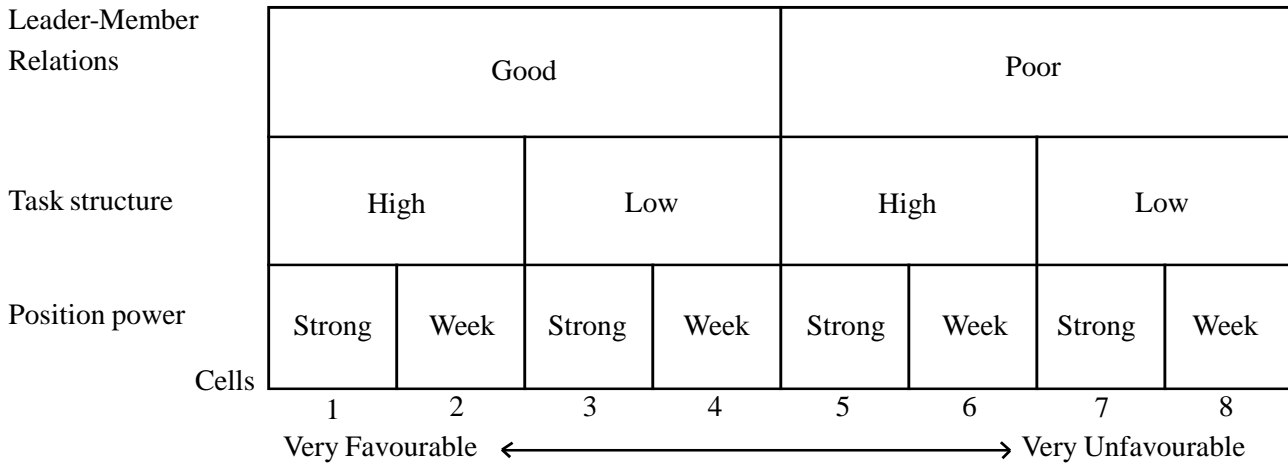 Leader-Member
Relations
Good Poor
Task structure High Low High Low
Position power Strong Week Strong Week Strong Week Strong Week
Cells
1 2 3 4 5 6 7 8
Very Favourable Very Unfavourable